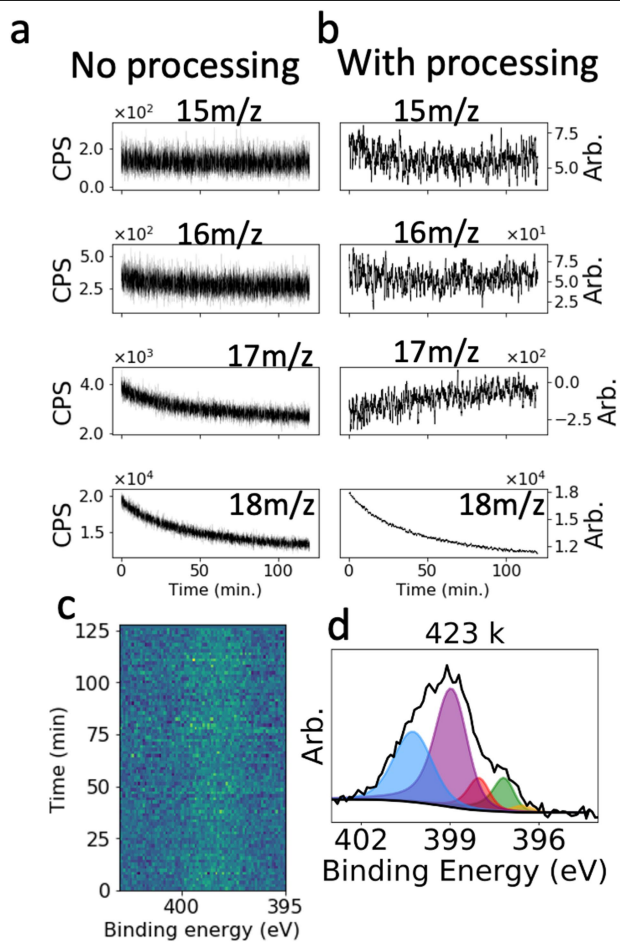 a
b
No processing
With processing
×10²
15m/z
15m/z
CPS
2.0
0.0
7.5
5.0
Arb.
×10²
16m/z
16m/z
×10¹
CPS
5.0
2.5
7.5
5.0
2.5
Arb.
×10³
17m/z
17m/z
×10²
CPS
4.0
2.0
0.0
−2.5
Arb.
×10⁴
18m/z
18m/z
×10⁴
CPS
2.0
1.5
1.8
1.5
1.2
Arb.
0 50 100
0 50 100
Time (min.)
Time (min.)
c
125
100
75
50
25
0
Time (min)
400 395
Binding energy (eV)
d
423 k
Arb.
402 399 396
Binding Energy (eV)